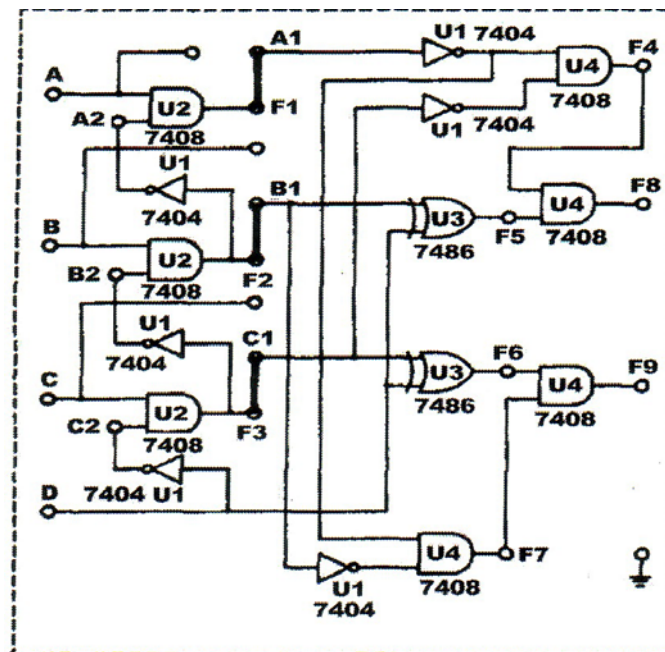 A1 U1 7404 F4
A U2 F1 U4
A2 7408 U1 7404 7408
U1 B1
7404 U4 F8
B U2 F2 U3 F5 7408
B2 7408 7486
U1 C1
7404 F6 F9
C U2 F3 U3 U4
C2 7408 7486 7408
D 7404 U1
U4 F7
U1 7408
7404